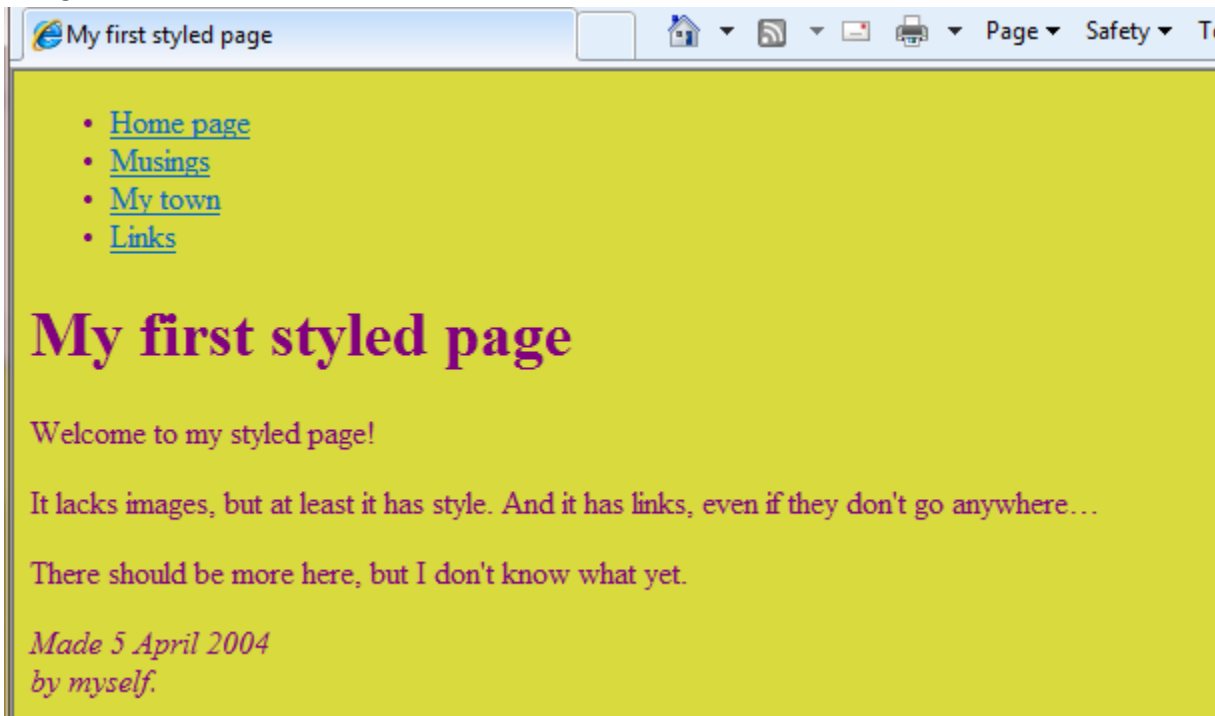 My first styled page
Page
Safety
Home page
Musings
My town
Links
My first styled page
Welcome to my styled page!
It lacks images, but at least it has style. And it has links, even if they don't go anywhere…
There should be more here, but I don't know what yet.
Made 5 April 2004
by myself.